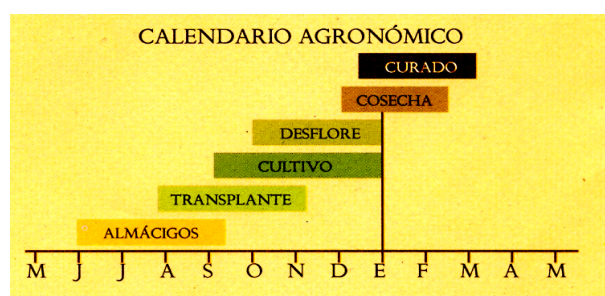 CALENDARIO AGRONÓMICO
CURADO
COSECHA
DESFLORE
CULTIVO
TRANSPLANTE
ALMÁCIGOS
M J J A S O N D E F M A M